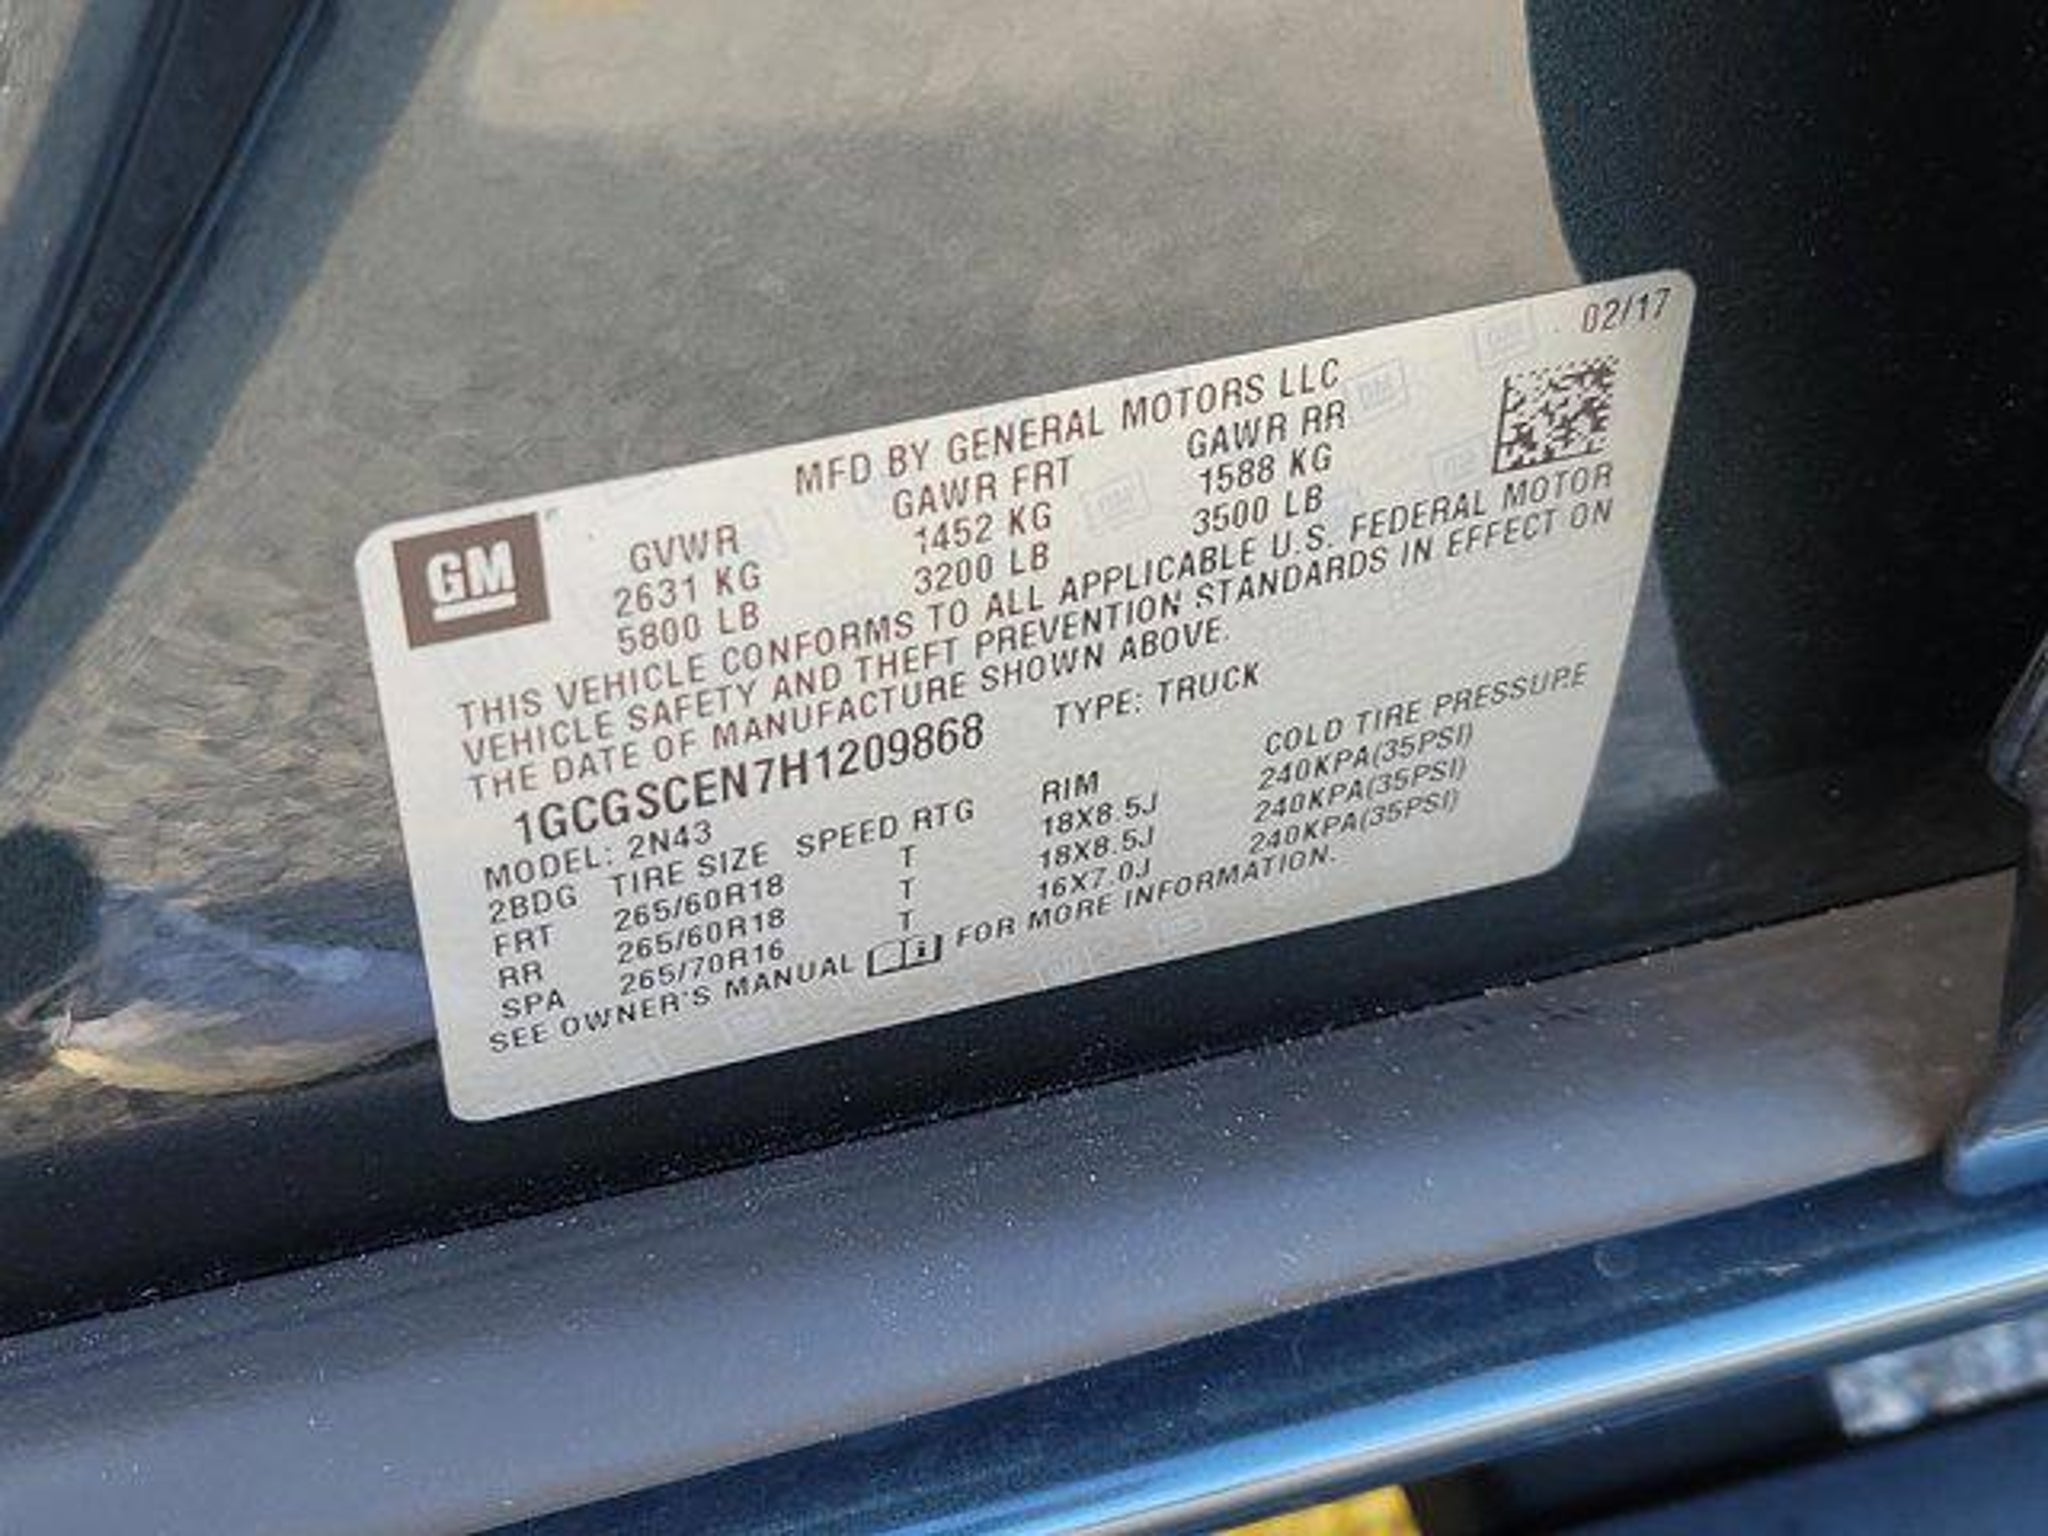 02/17
MFD BY GENERAL MOTORS LLC
GM
GVWR GAWR FRT GAWR RR
2631 KG 1452 KG 1588 KG
5800 LB 3200 LB 3500 LB
THIS VEHICLE CONFORMS TO ALL APPLICABLE U.S. FEDERAL MOTOR
VEHICLE SAFETY AND THEFT PREVENTION STANDARDS IN EFFECT ON
THE DATE OF MANUFACTURE SHOWN ABOVE.
1GCGSCEN7H1209868 TYPE: TRUCK
MODEL: 2N43
2BDG TIRE SIZE SPEED RTG RIM COLD TIRE PRESSURE
FRT 265/60R18 T 18X8.5J 240KPA(35PSI)
RR 265/60R18 T 18X8.5J 240KPA(35PSI)
SPA 265/70R16 T 16X7.0J 240KPA(35PSI)
SEE OWNER'S MANUAL FOR MORE INFORMATION.